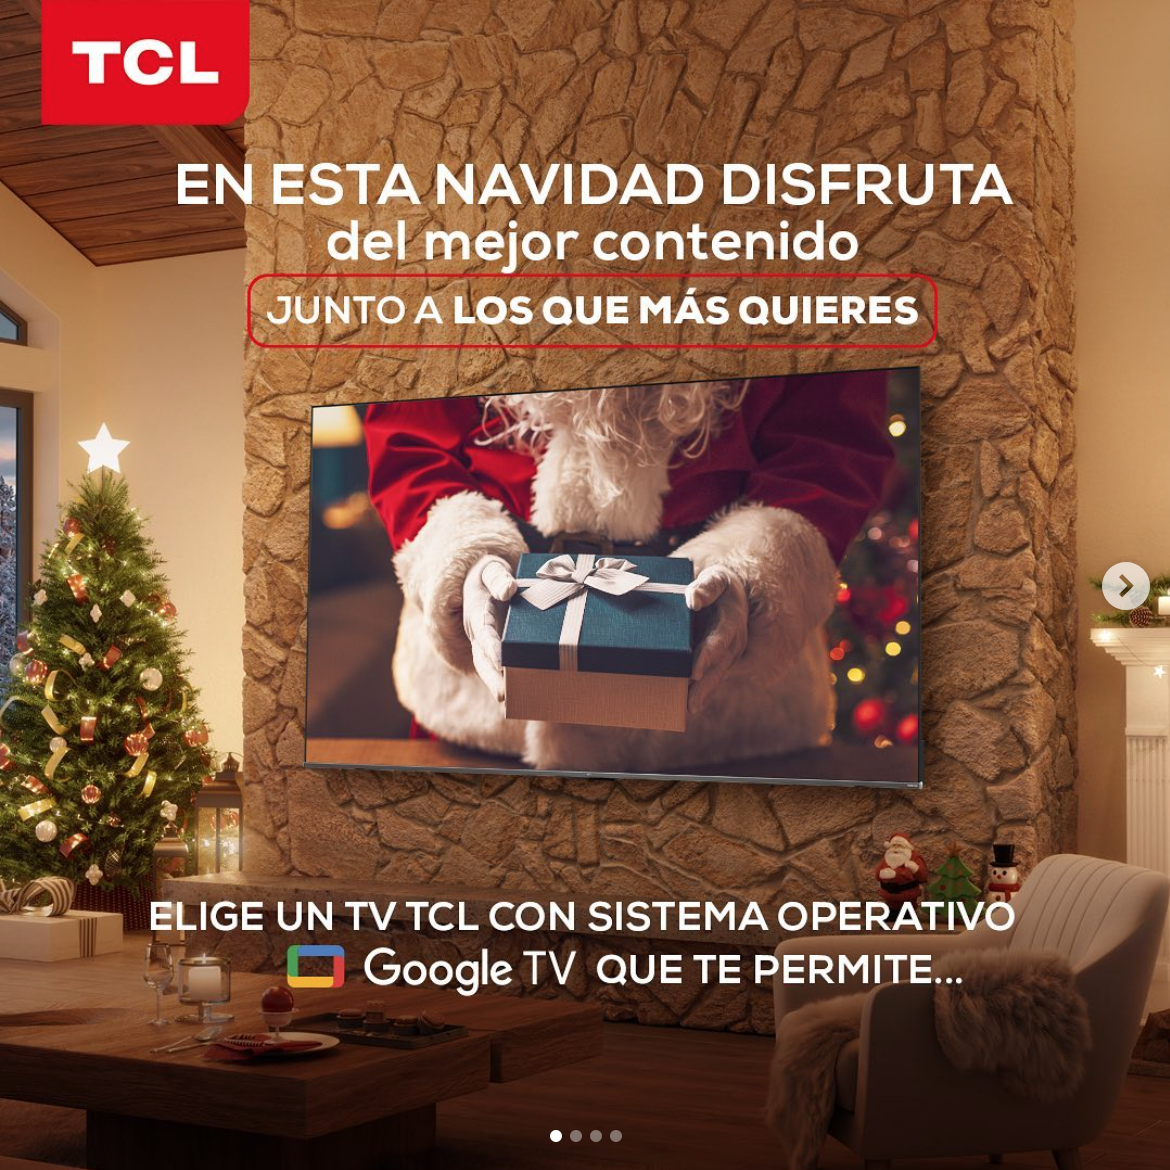 TCL
EN ESTA NAVIDAD DISFRUTA
del mejor contenido
JUNTO A LOS QUE MÁS QUIERES
ELIGE UN TV TCL CON SISTEMA OPERATIVO
Google TV QUE TE PERMITE...